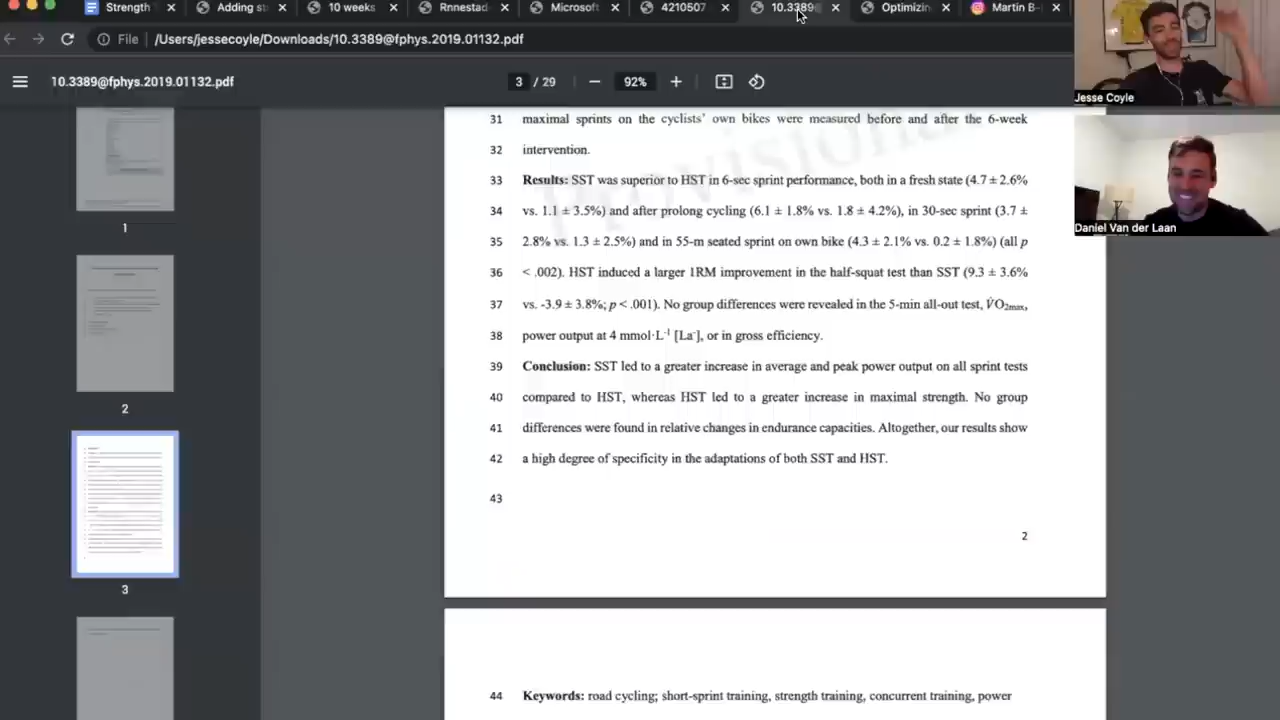 Strength
Adding st
10 weeks
Rnnestad
Microsoft
4210507
10.3389
Optimizin
Martin B-
File
/Users/jessecoyle/Downloads/10.3389@fphys.2019.01132.pdf
10.3389@fphys.2019.01132.pdf
3 / 29
92%
Jesse Coyle
Daniel Van der Laan
1
2
3
31 maximal sprints on the cyclists' own bikes were measured before and after the 6-week
32 intervention.
33 Results: SST was superior to HST in 6-sec sprint performance, both in a fresh state (4.7 ± 2.6%
34 vs. 1.1 ± 3.5%) and after prolong cycling (6.1 ± 1.8% vs. 1.8 ± 4.2%), in 30-sec sprint (3.7 ±
35 2.8% vs. 1.3 ± 2.5%) and in 55-m seated sprint on own bike (4.3 ± 2.1% vs. 0.2 ± 1.8%) (all p
36 < .002). HST induced a larger 1RM improvement in the half-squat test than SST (9.3 ± 3.6%
37 vs. -3.9 ± 3.8%; p < .001). No group differences were revealed in the 5-min all-out test, V̇O2max,
38 power output at 4 mmol·L-1 [La-], or in gross efficiency.
39 Conclusion: SST led to a greater increase in average and peak power output on all sprint tests
40 compared to HST, whereas HST led to a greater increase in maximal strength. No group
41 differences were found in relative changes in endurance capacities. Altogether, our results show
42 a high degree of specificity in the adaptations of both SST and HST.
43
2
44 Keywords: road cycling; short-sprint training, strength training, concurrent training, power